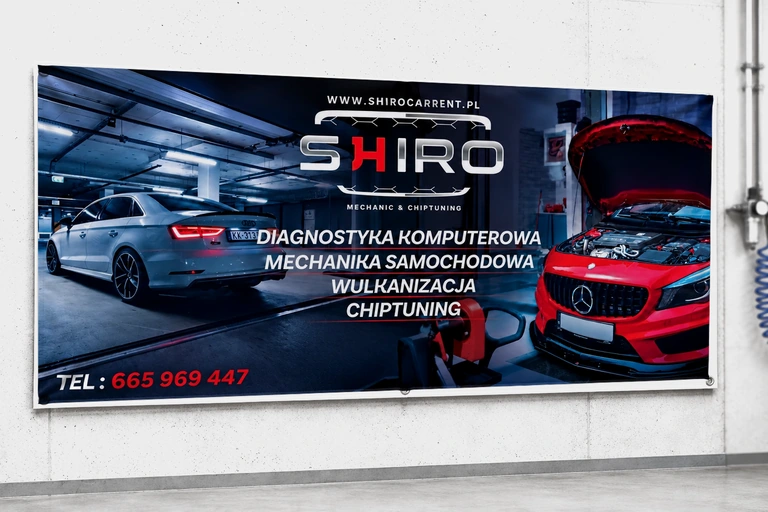 WWW.SHIROCARRENT.PL
SHIRO
MECHANIC & CHIPTUNING
DIAGNOSTYKA KOMPUTEROWA
MECHANIKA SAMOCHODOWA
WULKANIZACJA
CHIPTUNING
TEL : 665 969 447